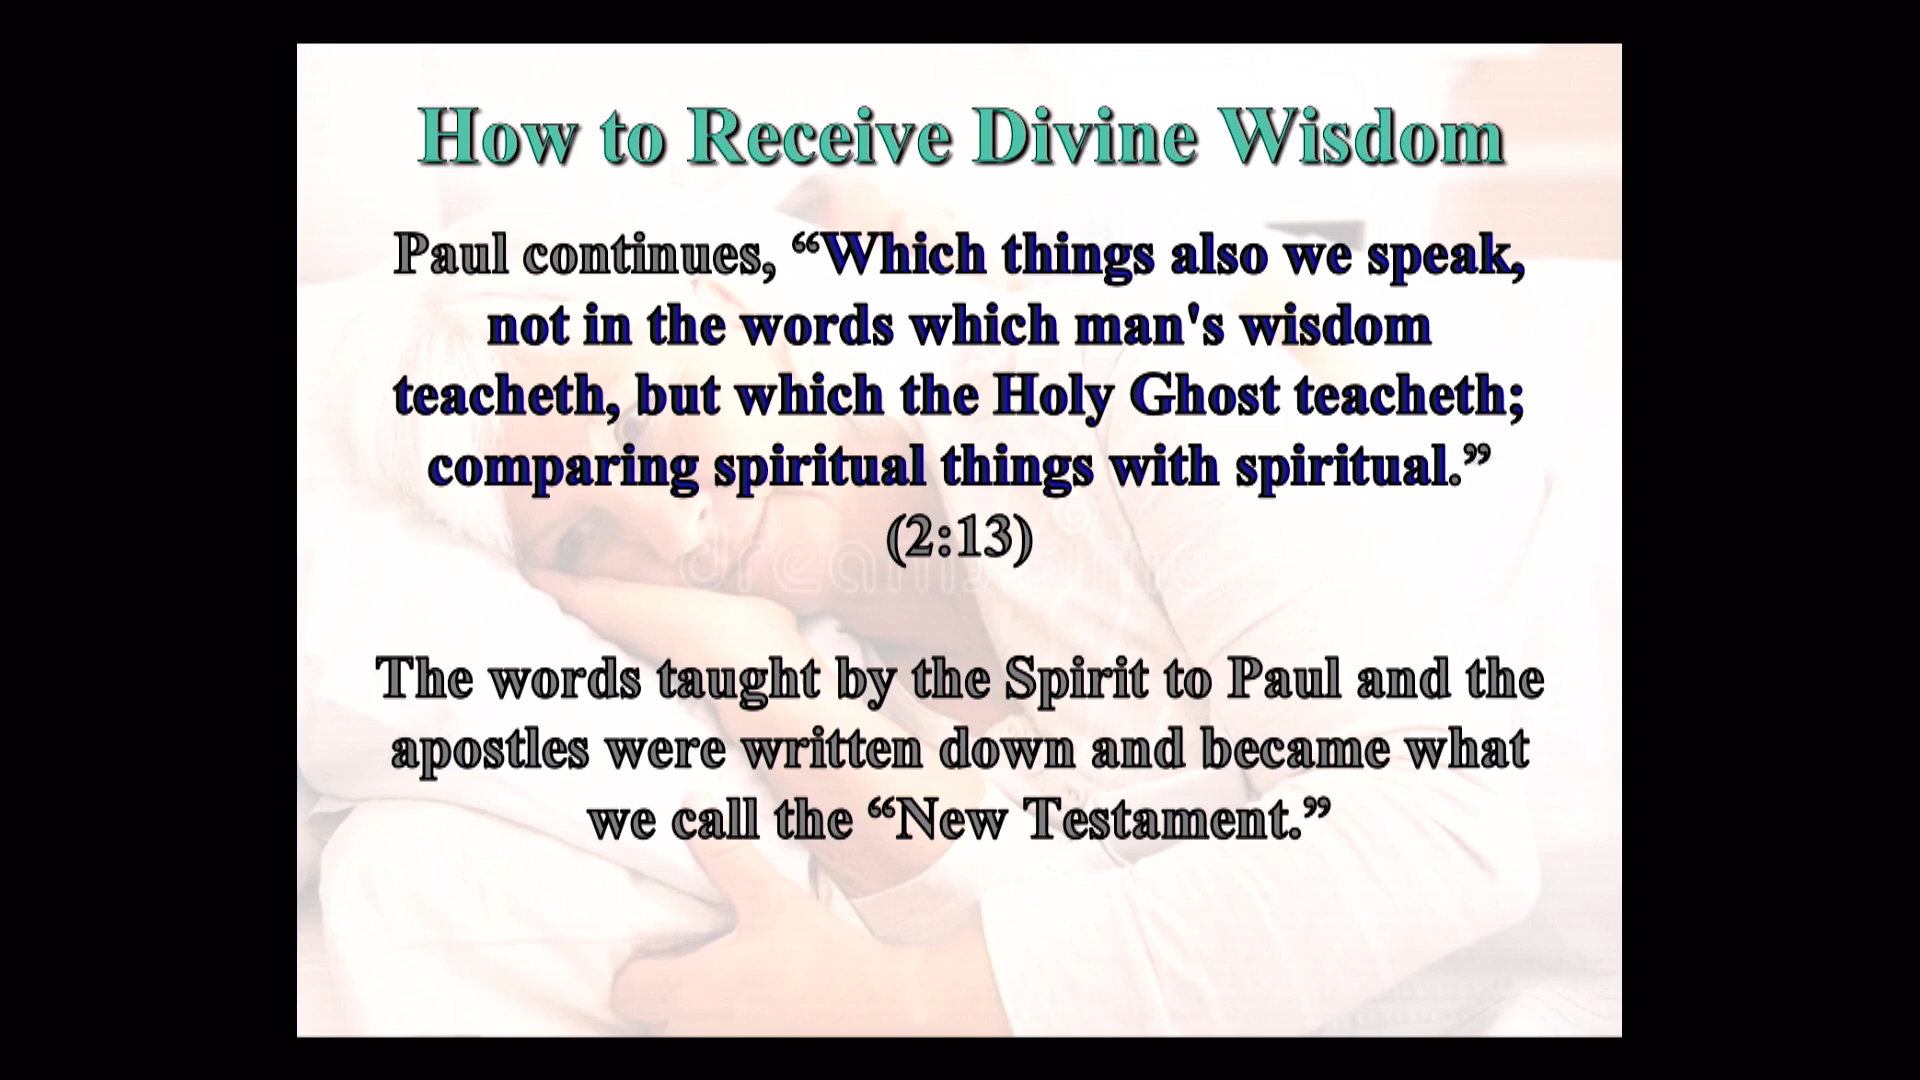 How to Receive Divine Wisdom
Paul continues, “Which things also we speak,
not in the words which man's wisdom
teacheth, but which the Holy Ghost teacheth;
comparing spiritual things with spiritual.”
(2:13)
dreamstime
The words taught by the Spirit to Paul and the
apostles were written down and became what
we call the “New Testament.”